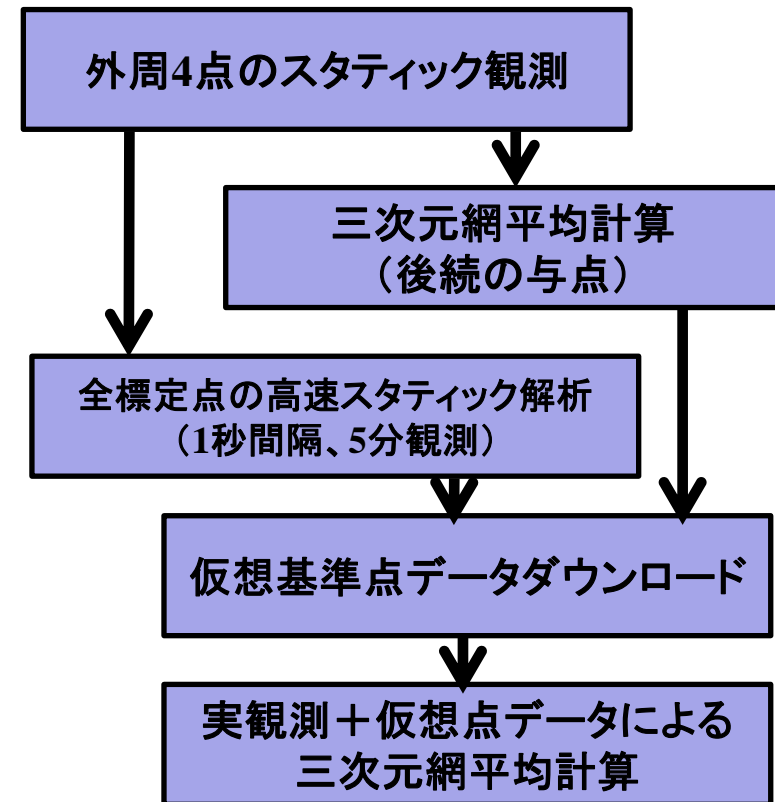 外周4点のスタティック観測
三次元網平均計算
（後続の与点）
全標定点の高速スタティック解析
（1秒間隔、5分観測）
仮想基準点データダウンロード
実観測＋仮想点データによる
三次元網平均計算